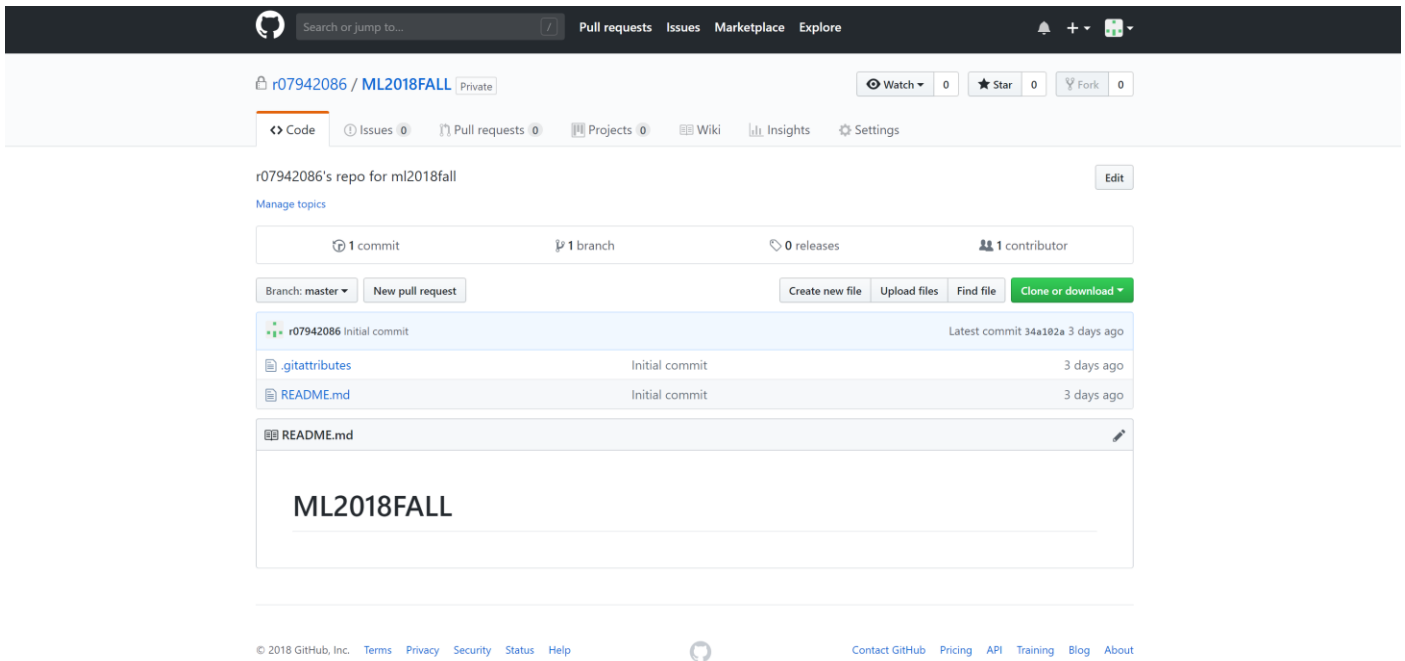 Search or jump to... / Pull requests Issues Marketplace Explore
r07942086 / ML2018FALL Private Watch 0 Star 0 Fork 0
Code Issues 0 Pull requests 0 Projects 0 Wiki Insights Settings
r07942086's repo for ml2018fall Edit
Manage topics
1 commit 1 branch 0 releases 1 contributor
Branch: master New pull request Create new file Upload files Find file Clone or download
r07942086 Initial commit Latest commit 34a102a 3 days ago
.gitattributes Initial commit 3 days ago
README.md Initial commit 3 days ago
README.md
ML2018FALL
© 2018 GitHub, Inc. Terms Privacy Security Status Help Contact GitHub Pricing API Training Blog About